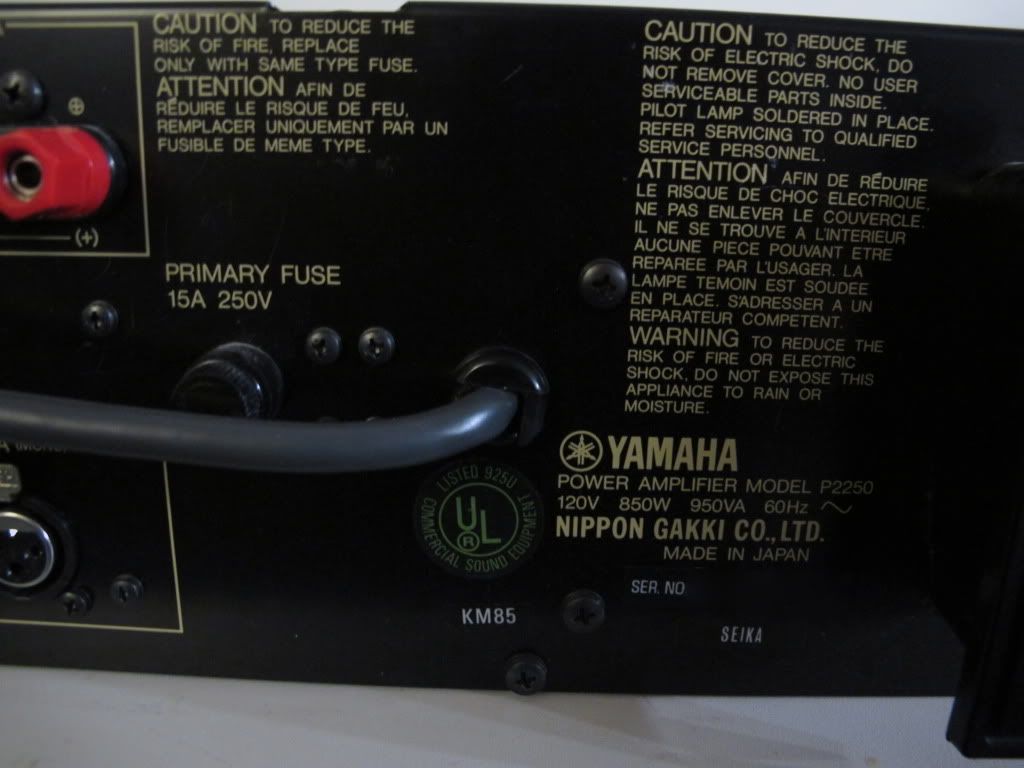 CAUTION TO REDUCE THE
RISK OF FIRE, REPLACE
ONLY WITH SAME TYPE FUSE.
ATTENTION AFIN DE
RÉDUIRE LE RISQUE DE FEU,
REMPLACER UNIQUEMENT PAR UN
FUSIBLE DE MEME TYPE.
(+)
PRIMARY FUSE
15A 250V
CAUTION TO REDUCE THE
RISK OF ELECTRIC SHOCK, DO
NOT REMOVE COVER. NO USER
SERVICEABLE PARTS INSIDE.
PILOT LAMP SOLDERED IN PLACE.
REFER SERVICING TO QUALIFIED
SERVICE PERSONNEL.
ATTENTION AFIN DE RÉDUIRE
LE RISQUE DE CHOC ELECTRIQUE,
NE PAS ENLEVER LE COUVERCLE.
IL NE SE TROUVE A L'INTERIEUR
AUCUNE PIECE POUVANT ETRE
REPAREE PAR L'USAGER. LA
LAMPE TEMOIN EST SOUDEE
EN PLACE. S'ADRESSER A UN
REPARATEUR COMPETENT.
WARNING TO REDUCE THE
RISK OF FIRE OR ELECTRIC
SHOCK, DO NOT EXPOSE THIS
APPLIANCE TO RAIN OR
MOISTURE.
YAMAHA
POWER AMPLIFIER MODEL P2250
120V 850W 950VA 60Hz ~
NIPPON GAKKI CO., LTD.
MADE IN JAPAN
LISTED 925U
UL
®
COMMERCIAL SOUND EQUIPMENT
SER. NO
KM85
SEIKA